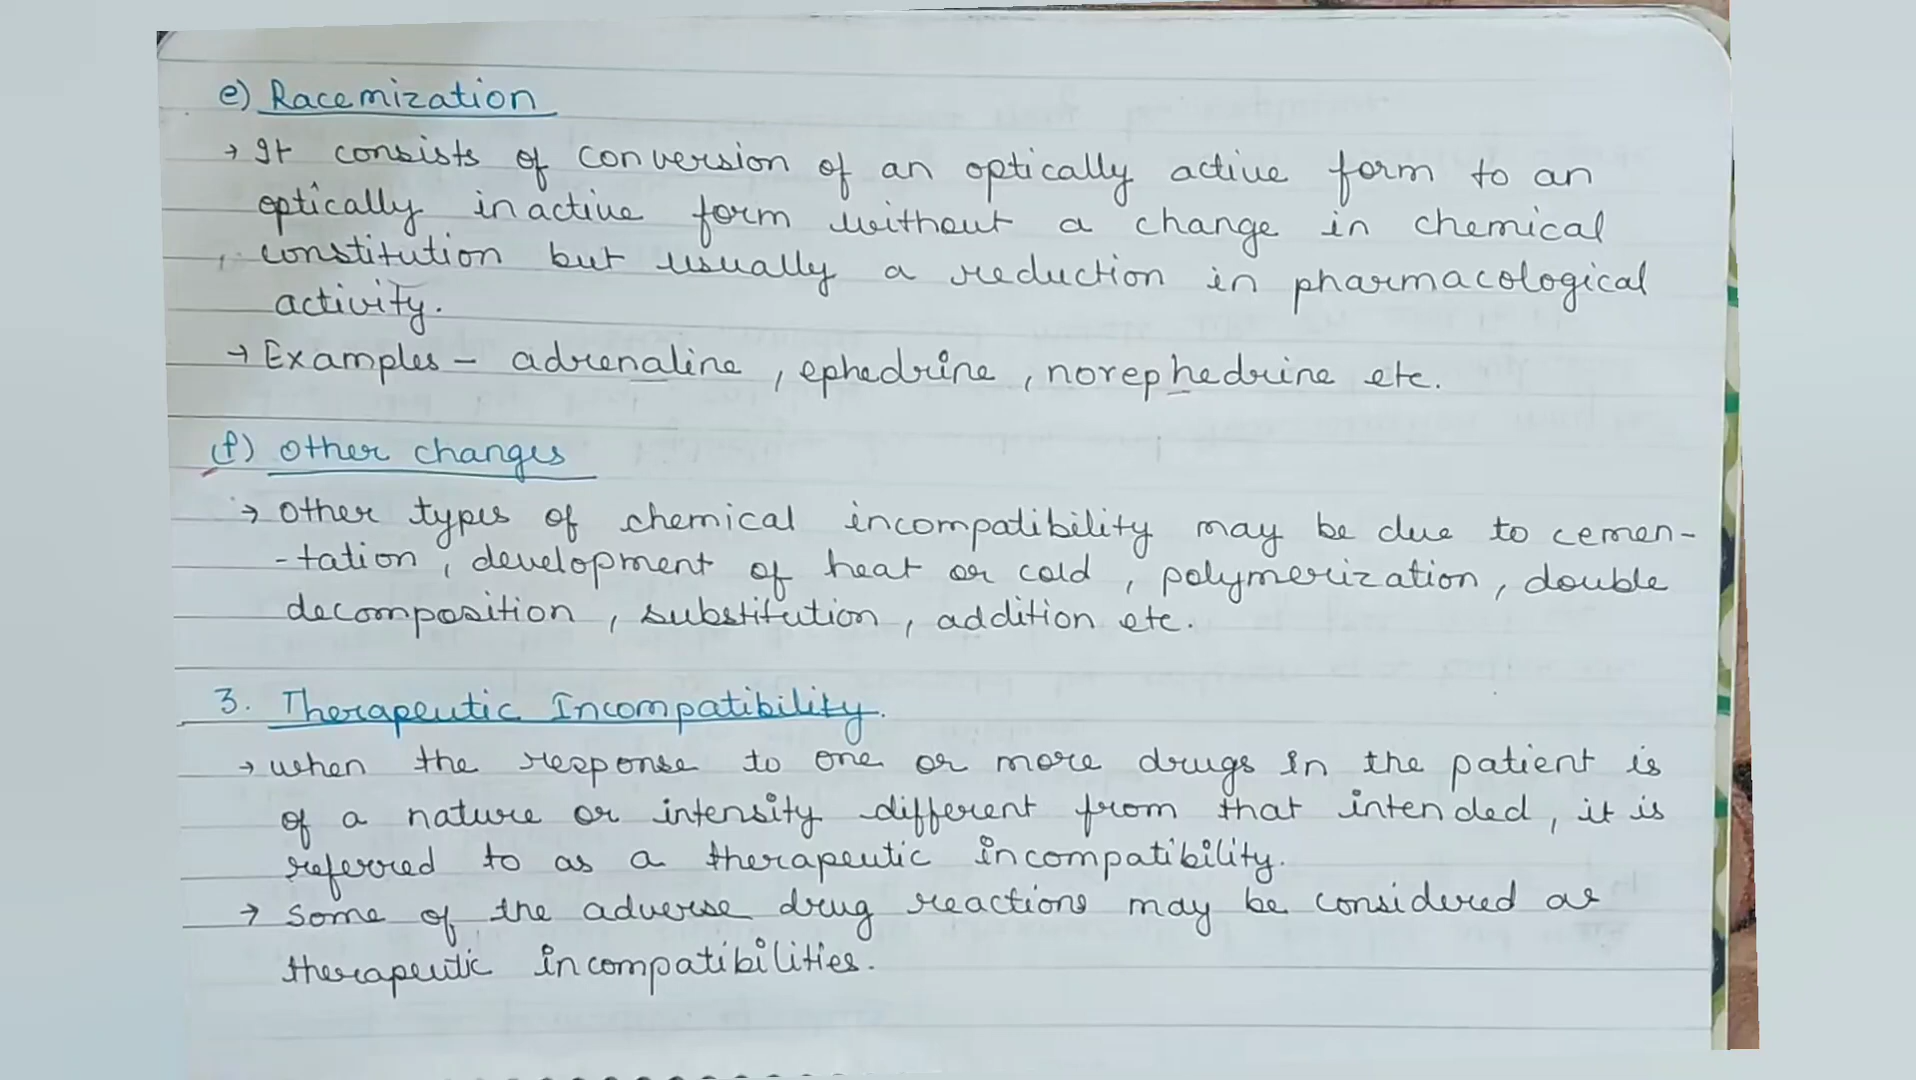 e) Racemization
→ It consists of conversion of an optically active form to an
optically inactive form without a change in chemical
constitution but usually a reduction in pharmacological
activity.
→ Examples - adrenaline, ephedrine, norephedrine etc.
(f) Other changes
→ Other types of chemical incompatibility may be due to cemen-
-tation, development of heat or cold, polymerization, double
decomposition, substitution, addition etc.
3. Therapeutic Incompatibility.
→ when the response to one or more drugs in the patient is
of a nature or intensity different from that intended, it is
referred to as a therapeutic incompatibility.
→ Some of the adverse drug reactions may be considered as
therapeutic incompatibilities.